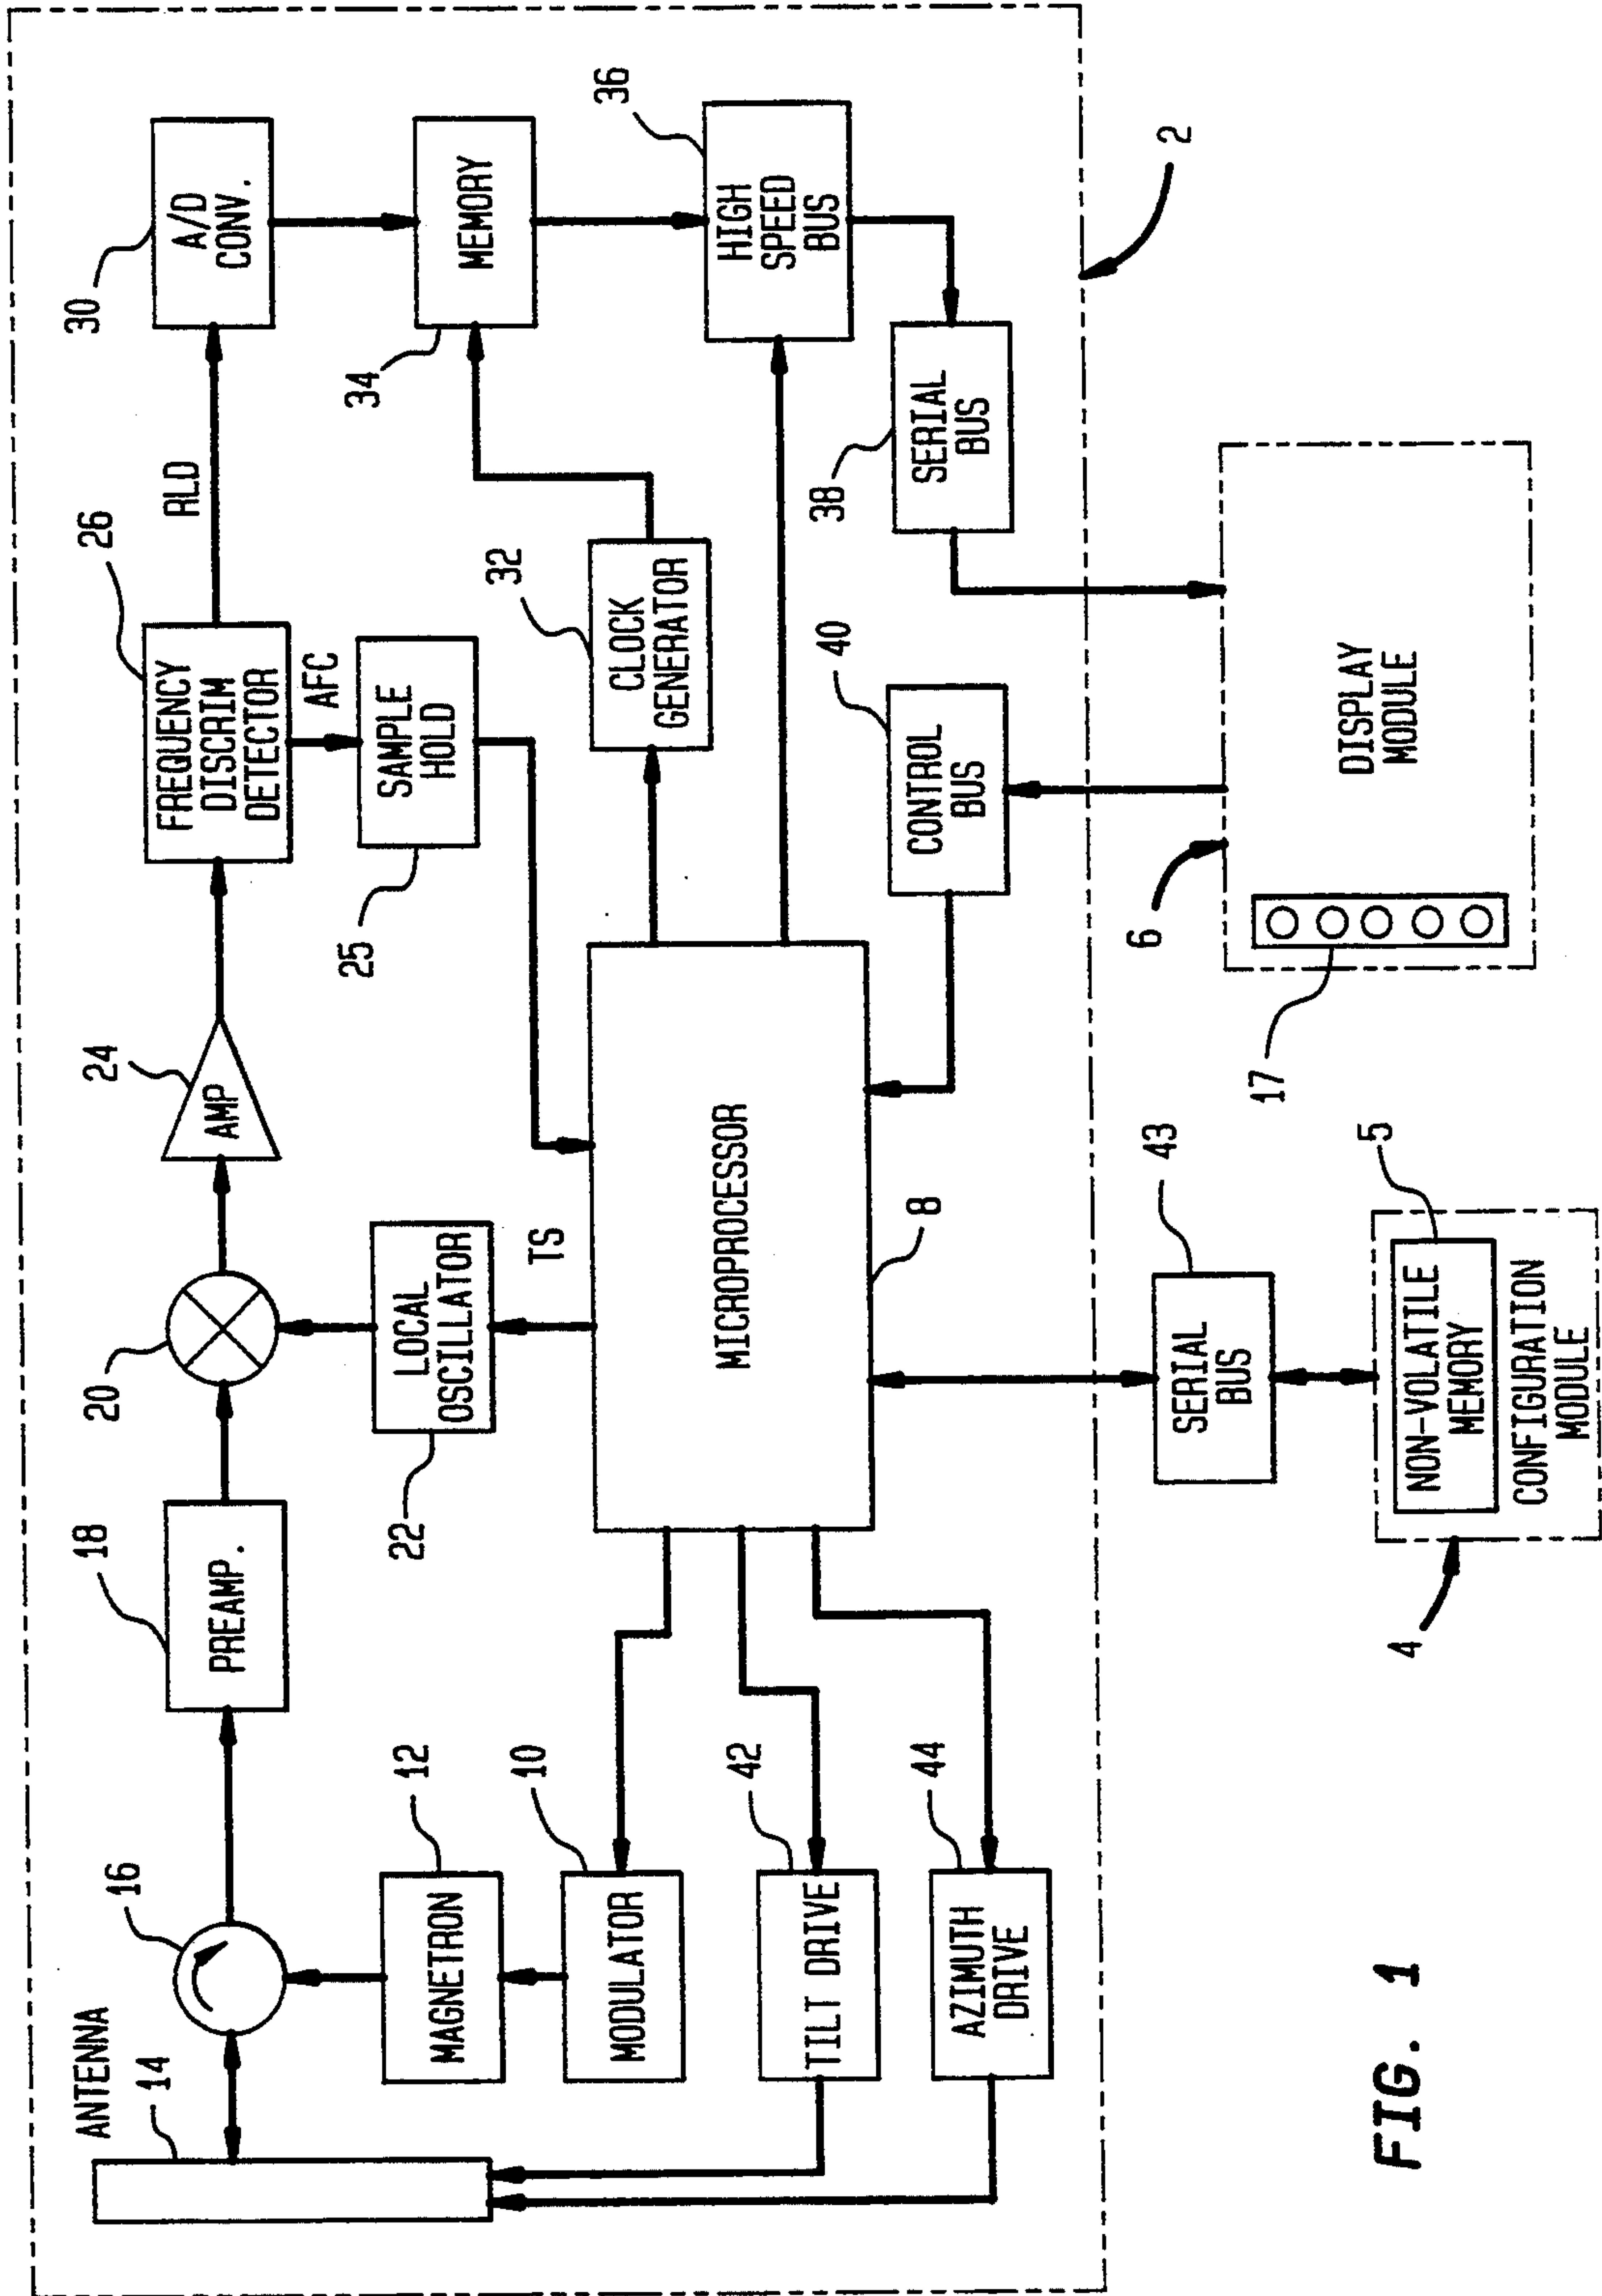 ANTENNA
14
16
18
PREAMP.
20
24
AMP
26
FREQUENCY
DISCRIM
DETECTOR
RLD
30
A/D
CONV.
12
MAGNETRON
22
LOCAL
OSCILLATOR
25
SAMPLE
HOLD
AFC
34
MEMORY
10
MODULATOR
TS
32
CLOCK
GENERATOR
36
HIGH
SPEED
BUS
42
TILT DRIVE
MICROPROCESSOR
8
44
AZIMUTH
DRIVE
40
CONTROL
BUS
38
SERIAL
BUS
2
43
SERIAL
BUS
6
17
DISPLAY
MODULE
4
5
NON-VOLATILE
MEMORY
CONFIGURATION
MODULE
FIG. 1